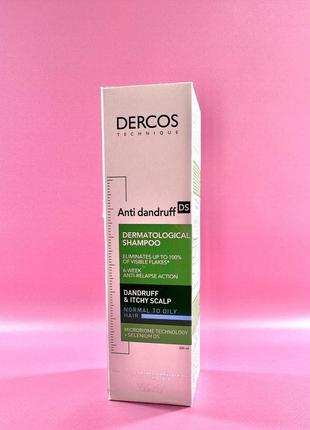 DERCOS
TECHNIQUE
Anti dandruff DS
DERMATOLOGICAL
SHAMPOO
ELIMINATES UP TO 100%
OF VISIBLE FLAKES*
6-WEEK
ANTI-RELAPSE ACTION
DANDRUFF
& ITCHY SCALP
NORMAL TO OILY
HAIR
MICROBIOME TECHNOLOGY
+ SELENIUM DS